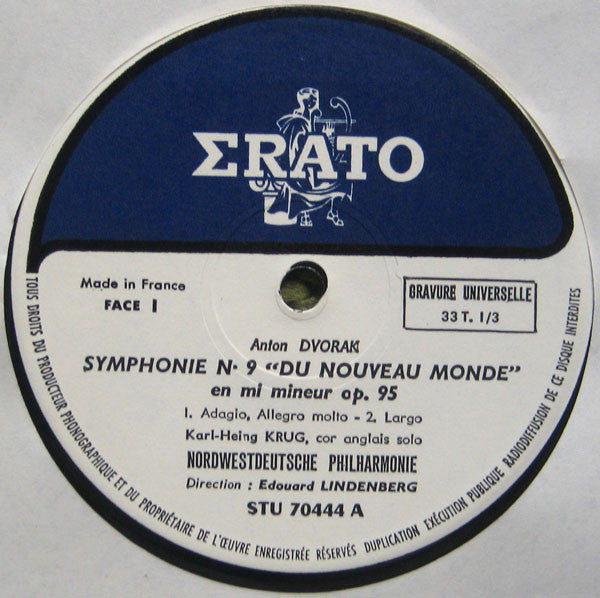 ΣRATO
Made in France
FACE 1
GRAVURE UNIVERSELLE
33 T. 1/3
Anton DVORAK
SYMPHONIE N· 9 "DU NOUVEAU MONDE"
en mi mineur op. 95
1. Adagio, Allegro molto - 2. Largo
Karl-Heing KRUG, cor anglais solo
NORDWESTDEUTSCHE PHILHARMONIE
Direction : Edouard LINDENBERG
STU 70444 A
TOUS DROITS DU PRODUCTEUR PHONOGRAPHIQUE ET DU PROPRIÉTAIRE DE L'ŒUVRE ENREGISTRÉE RÉSERVÉS DUPLICATION EXÉCUTION PUBLIQUE RADIODIFFUSION DE CE DISQUE INTERDITES